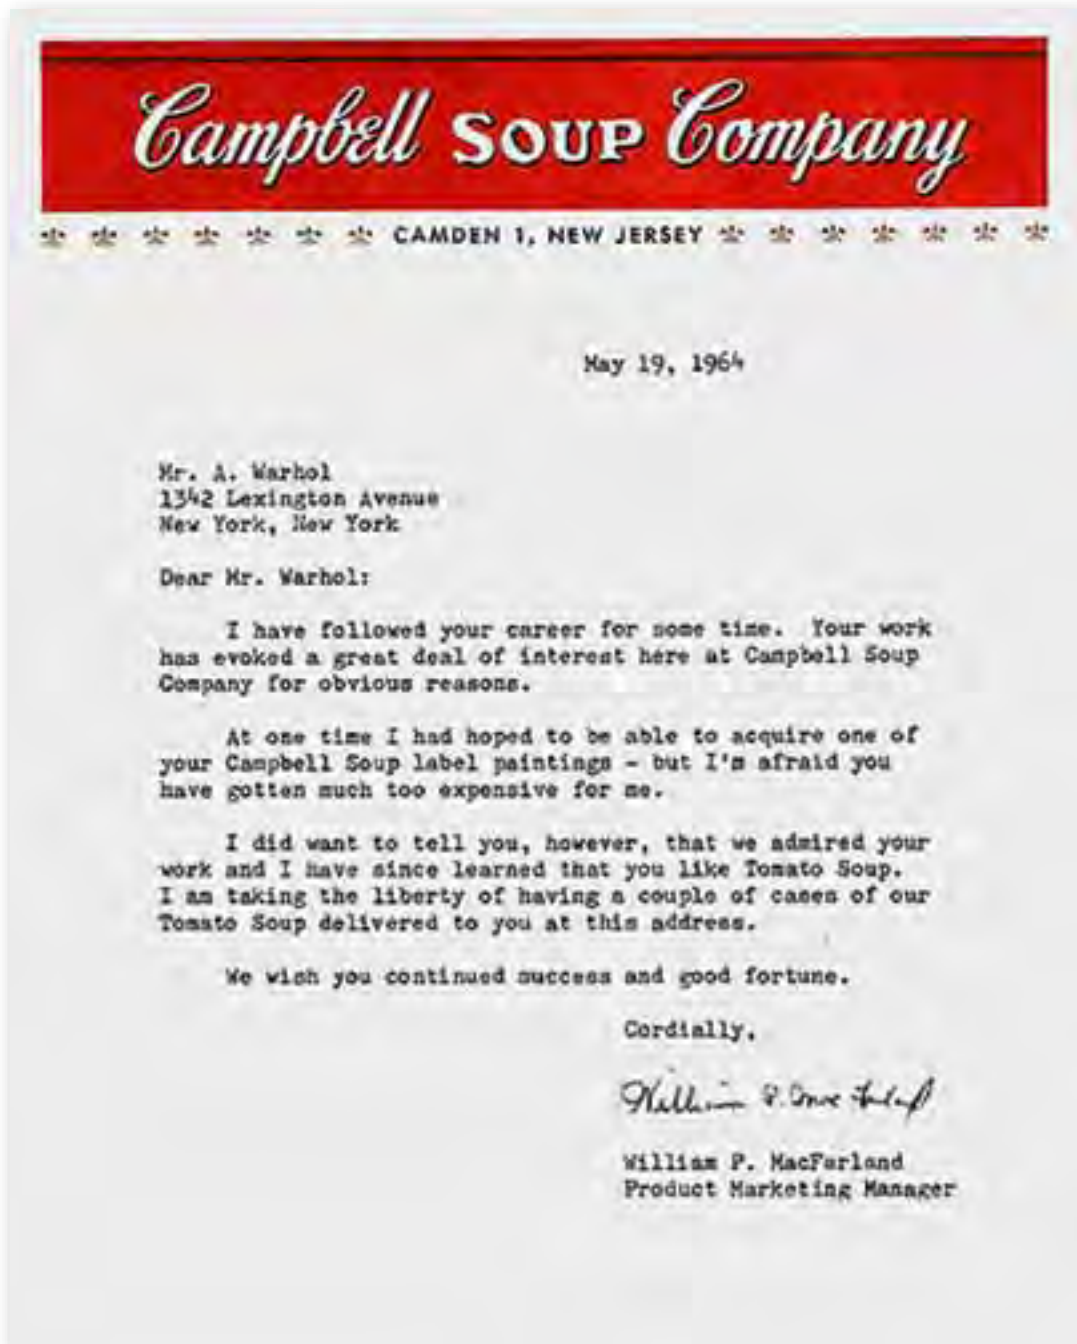 Campbell SOUP Company
CAMDEN 1, NEW JERSEY
May 19, 1964
Mr. A. Warhol
1342 Lexington Avenue
New York, New York
Dear Mr. Warhol:
I have followed your career for some time. Your work
has evoked a great deal of interest here at Campbell Soup
Company for obvious reasons.
At one time I had hoped to be able to acquire one of
your Campbell Soup label paintings - but I'm afraid you
have gotten much too expensive for me.
I did want to tell you, however, that we admired your
work and I have since learned that you like Tomato Soup.
I am taking the liberty of having a couple of cases of our
Tomato Soup delivered to you at this address.
We wish you continued success and good fortune.
Cordially,
William P. MacFarland
William P. MacFarland
Product Marketing Manager